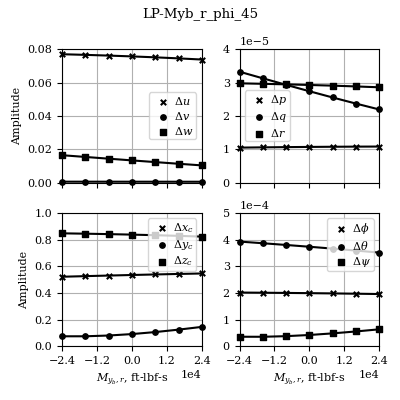 LP-Myb_r_phi_45
1e−5
0.08
0.06
0.04
0.02
0.00
Amplitude
Δu
Δv
Δw
4
3
2
1
0
Δp
Δq
Δr
1e−4
1.0
0.8
0.6
0.4
0.2
0.0
Amplitude
Δx_c
Δy_c
Δz_c
5
4
3
2
1
0
Δϕ
Δθ
Δψ
−2.4 −1.2 0.0 1.2 2.4
M_{y_b,r}, ft-lbf-s 1e4
−2.4 −1.2 0.0 1.2 2.4
M_{y_b,r}, ft-lbf-s 1e4